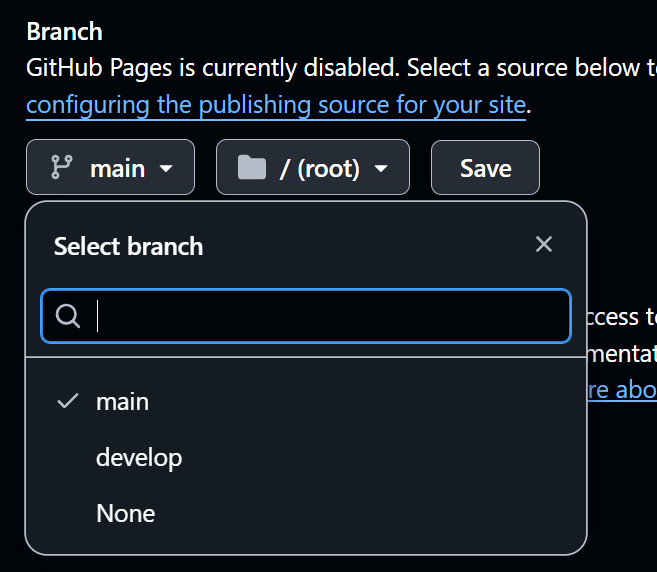 Branch
GitHub Pages is currently disabled. Select a source below
configuring the publishing source for your site.
main
/ (root)
Save
Select branch
main
develop
None